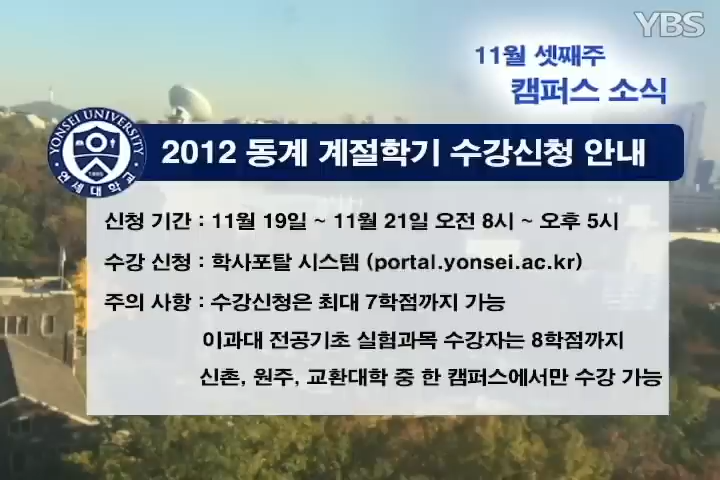 YBS
11월 셋째주
캠퍼스 소식
YONSEI UNIVERSITY
1885
연세대학교
2012 동계 계절학기 수강신청 안내
신청 기간 : 11월 19일 ~ 11월 21일 오전 8시 ~ 오후 5시
수강 신청 : 학사포탈 시스템 (portal.yonsei.ac.kr)
주의 사항 : 수강신청은 최대 7학점까지 가능
이과대 전공기초 실험과목 수강자는 8학점까지
신촌, 원주, 교환대학 중 한 캠퍼스에서만 수강 가능